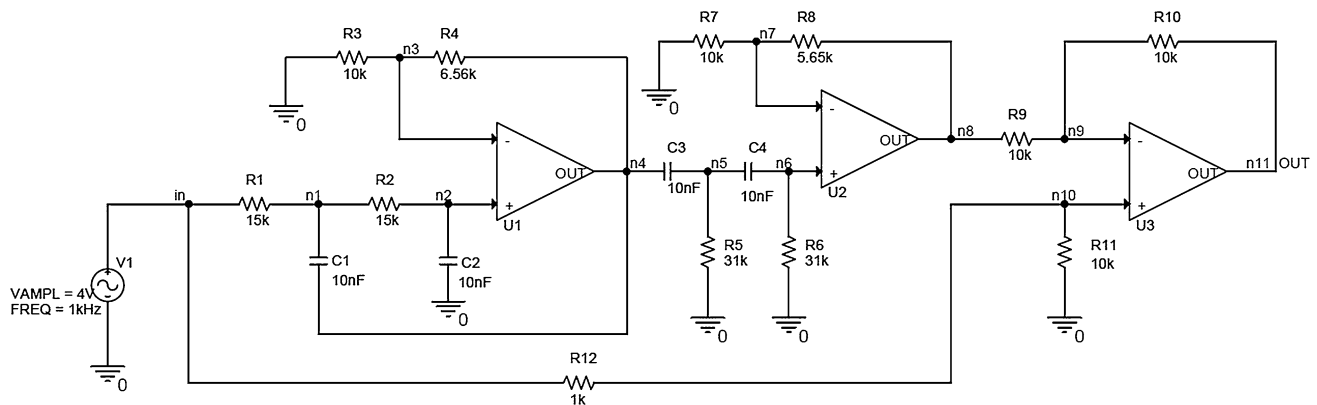 R3
n3
R4
10k
6.56k
0
-
+
OUT
U1
R7
n7
R8
10k
5.65k
0
-
+
OUT
U2
R10
10k
n8
R9
n9
10k
-
+
OUT
U3
n11
OUT
n4
C3
n5
C4
n6
10nF
10nF
in
R1
n1
R2
n2
15k
15k
n10
V1
VAMPL = 4V
FREQ = 1kHz
0
C1
10nF
C2
10nF
0
R5
31k
0
R6
31k
0
R11
10k
0
R12
1k